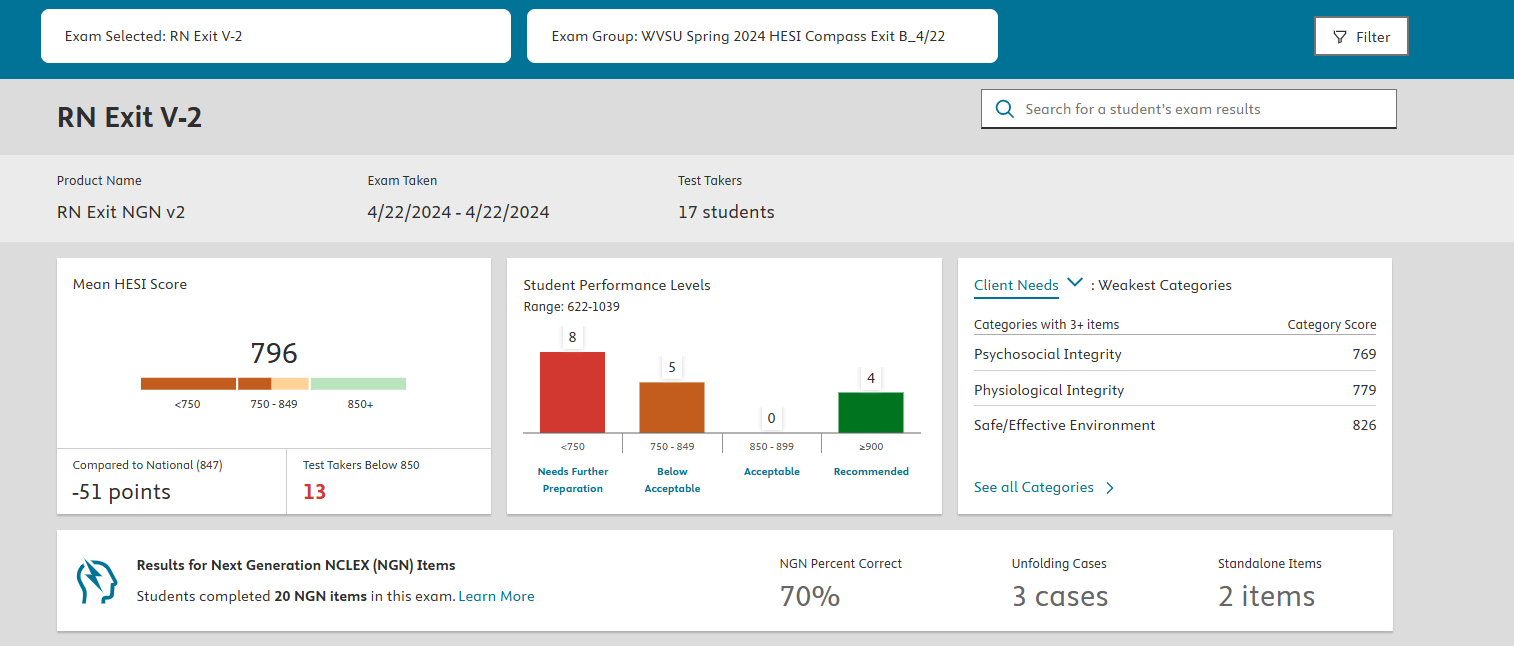 Exam Selected: RN Exit V-2
Exam Group: WVSU Spring 2024 HESI Compass Exit B_4/22
Filter
RN Exit V-2
Search for a student's exam results
Product Name
RN Exit NGN v2
Exam Taken
4/22/2024 - 4/22/2024
Test Takers
17 students
Mean HESI Score
796
<750 750 - 849 850+
Compared to National (847)
-51 points
Test Takers Below 850
13
Student Performance Levels
Range: 622-1039
8 5 0 4
<750 750 - 849 850 - 899 ≥900
Needs Further Preparation
Below Acceptable
Acceptable
Recommended
Client Needs : Weakest Categories
Categories with 3+ items Category Score
Psychosocial Integrity 769
Physiological Integrity 779
Safe/Effective Environment 826
See all Categories
Results for Next Generation NCLEX (NGN) Items
Students completed 20 NGN items in this exam. Learn More
NGN Percent Correct
70%
Unfolding Cases
3 cases
Standalone Items
2 items